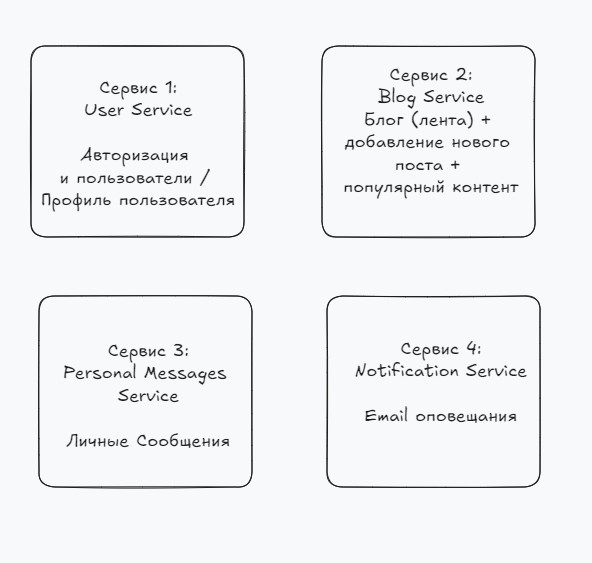 Сервис 1:
User Service
Авторизация
и пользователи /
Профиль пользователя
Сервис 2:
Blog Service
Блог (лента) +
добавление нового
поста +
популярный контент
Сервис 3:
Personal Messages
Service
Личные Сообщения
Сервис 4:
Notification Service
Email оповещания